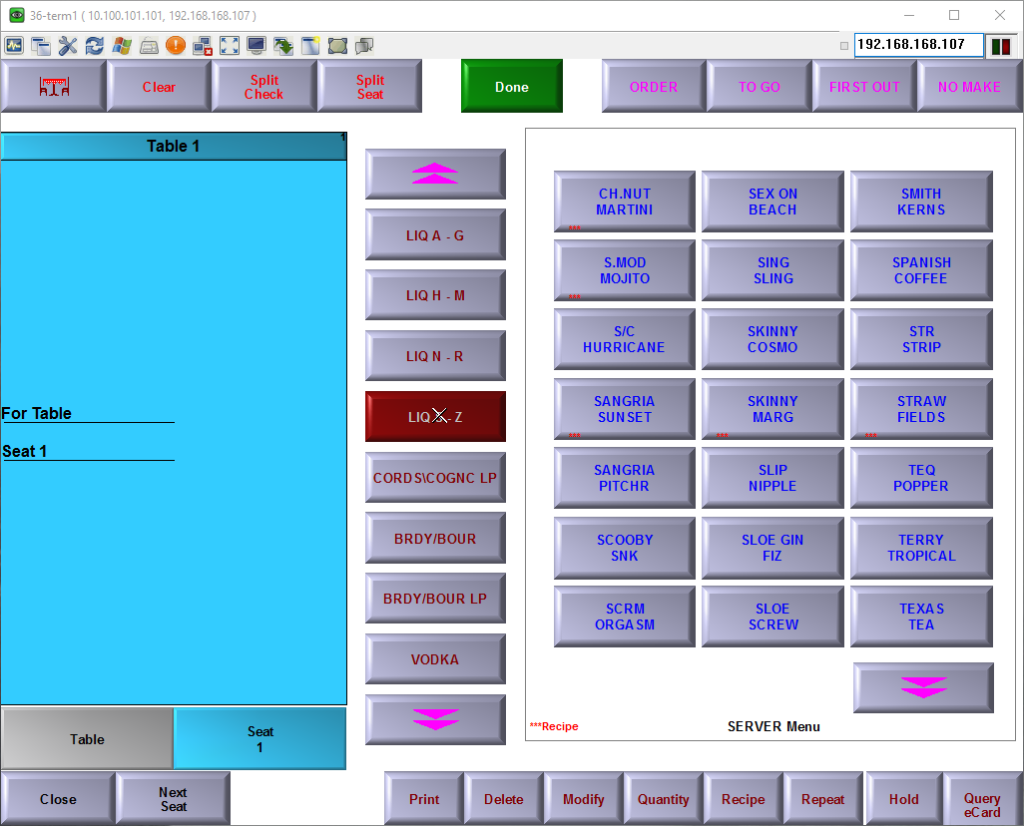 36-term1 ( 10.100.101.101, 192.168.168.107 )
192.168.168.107
Clear
Split
Check
Split
Seat
Done
ORDER
TO GO
FIRST OUT
NO MAKE
Table 1
1
For Table
Seat 1
LIQ A - G
LIQ H - M
LIQ N - R
LIQ S - Z
CORDS\COGNC LP
BRDY/BOUR
BRDY/BOUR LP
VODKA
CH.NUT
MARTINI
***
SEX ON
BEACH
SMITH
KERNS
S.MOD
MOJITO
***
SING
SLING
SPANISH
COFFEE
S/C
HURRICANE
SKINNY
COSMO
STR
STRIP
SANGRIA
SUNSET
***
SKINNY
MARG
***
STRAW
FIELDS
***
SANGRIA
PITCHR
SLIP
NIPPLE
TEQ
POPPER
SCOOBY
SNK
SLOE GIN
FIZ
TERRY
TROPICAL
SCRM
ORGASM
SLOE
SCREW
TEXAS
TEA
***Recipe
SERVER Menu
Table
Seat
1
Close
Next
Seat
Print
Delete
Modify
Quantity
Recipe
Repeat
Hold
Query
eCard